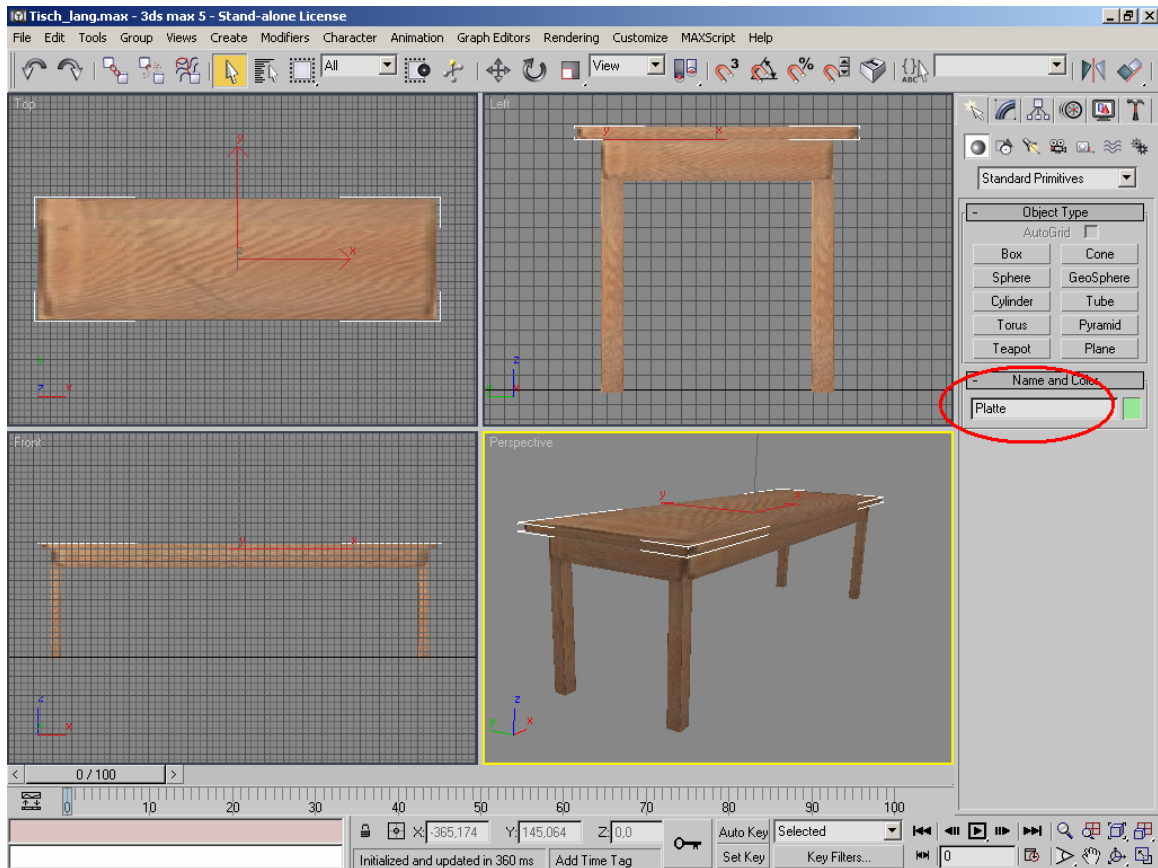 Tisch_lang.max - 3ds max 5 - Stand-alone License
File Edit Tools Group Views Create Modifiers Character Animation Graph Editors Rendering Customize MAXScript Help
All
View
3
%
ABC
Top
Left
y
x
z
y
x
y
z x
z
y x
Standard Primitives
- Object Type
AutoGrid
Box Cone
Sphere GeoSphere
Cylinder Tube
Torus Pyramid
Teapot Plane
- Name and Color
Platte
Front
Perspective
y x
y x
z
y x
z
y x
< 0 / 100 >
0 10 20 30 40 50 60 70 80 90 100
X: -365,174 Y: 145,064 Z: 0,0
Auto Key Selected
Initialized and updated in 360 ms Add Time Tag
Set Key Key Filters...
0